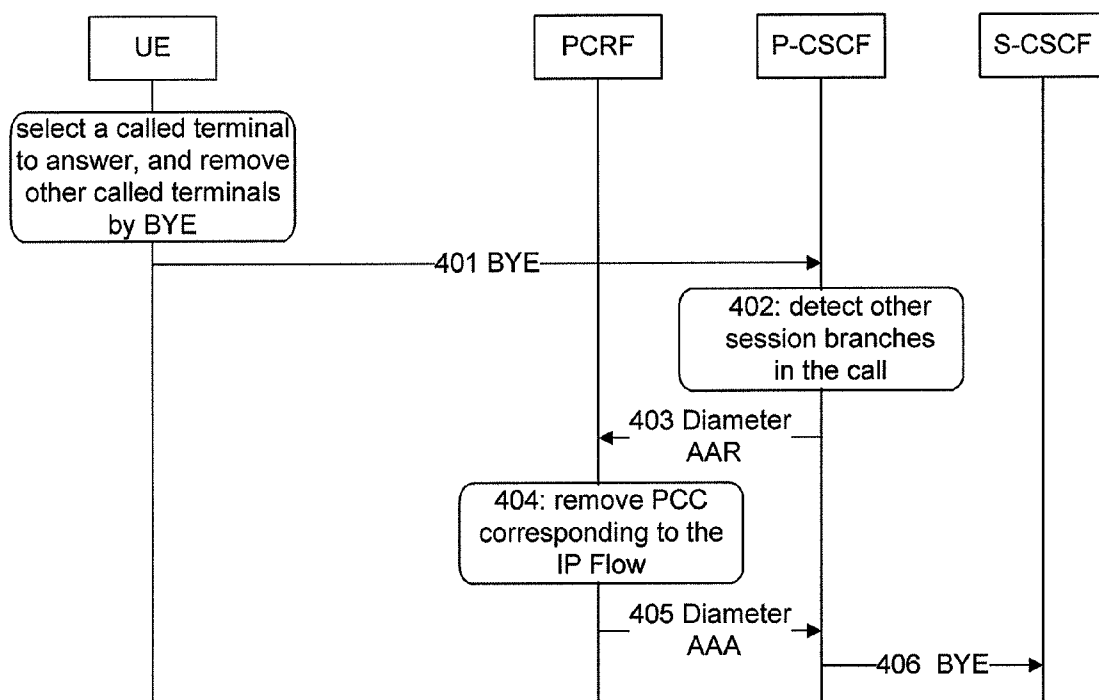 UE
PCRF
P-CSCF
S-CSCF
select a called terminal
to answer, and remove
other called terminals
by BYE
401 BYE
402: detect other
session branches
in the call
403 Diameter
AAR
404: remove PCC
corresponding to the
IP Flow
405 Diameter
AAA
406 BYE